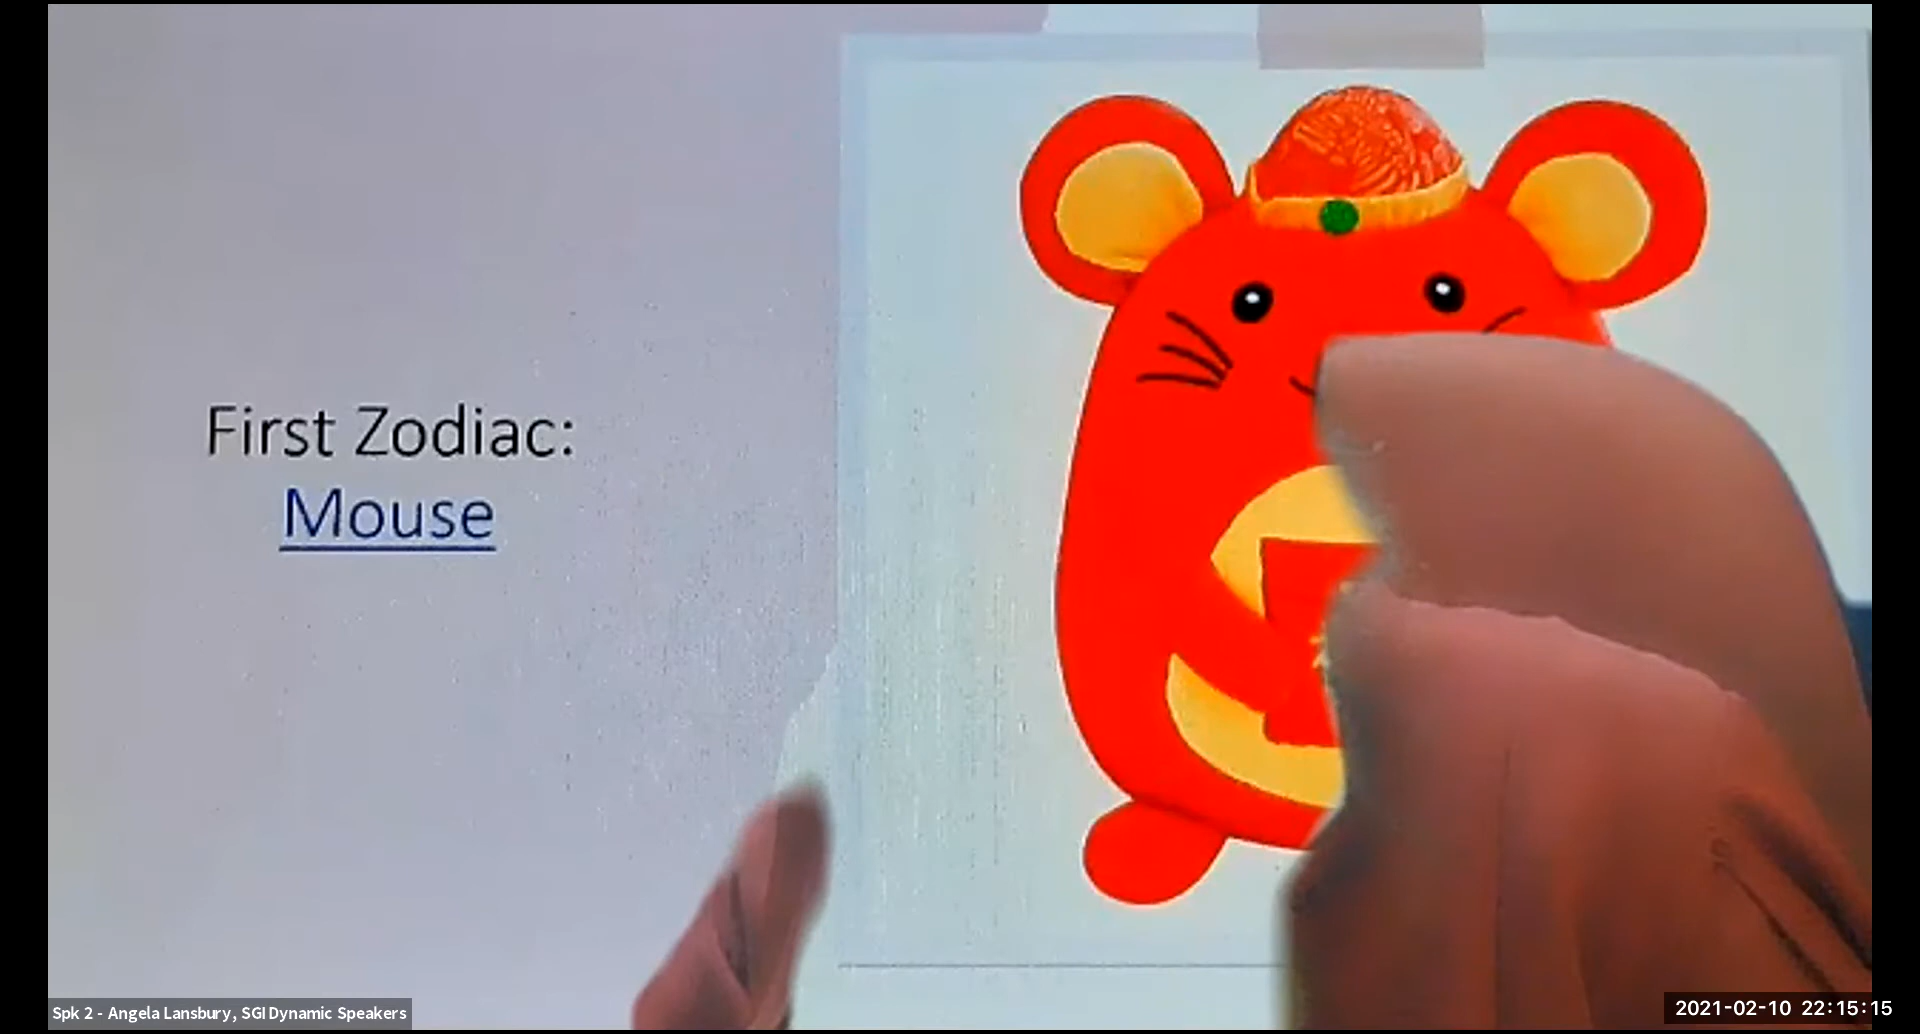 First Zodiac:
Mouse
Spk 2 - Angela Lansbury, SGI Dynamic Speakers
2021-02-10 22:15:15